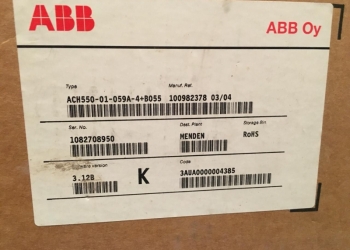 ABB
ABB Oy
Type Manuf. Ref.
ACH550-01-059A-4+B055 100982378 03/04
Ser. No. Dest. Plant Storage Bin
1082708950 MENDEN RoHS
Software version Code
3.12B K 3AUA0000004385